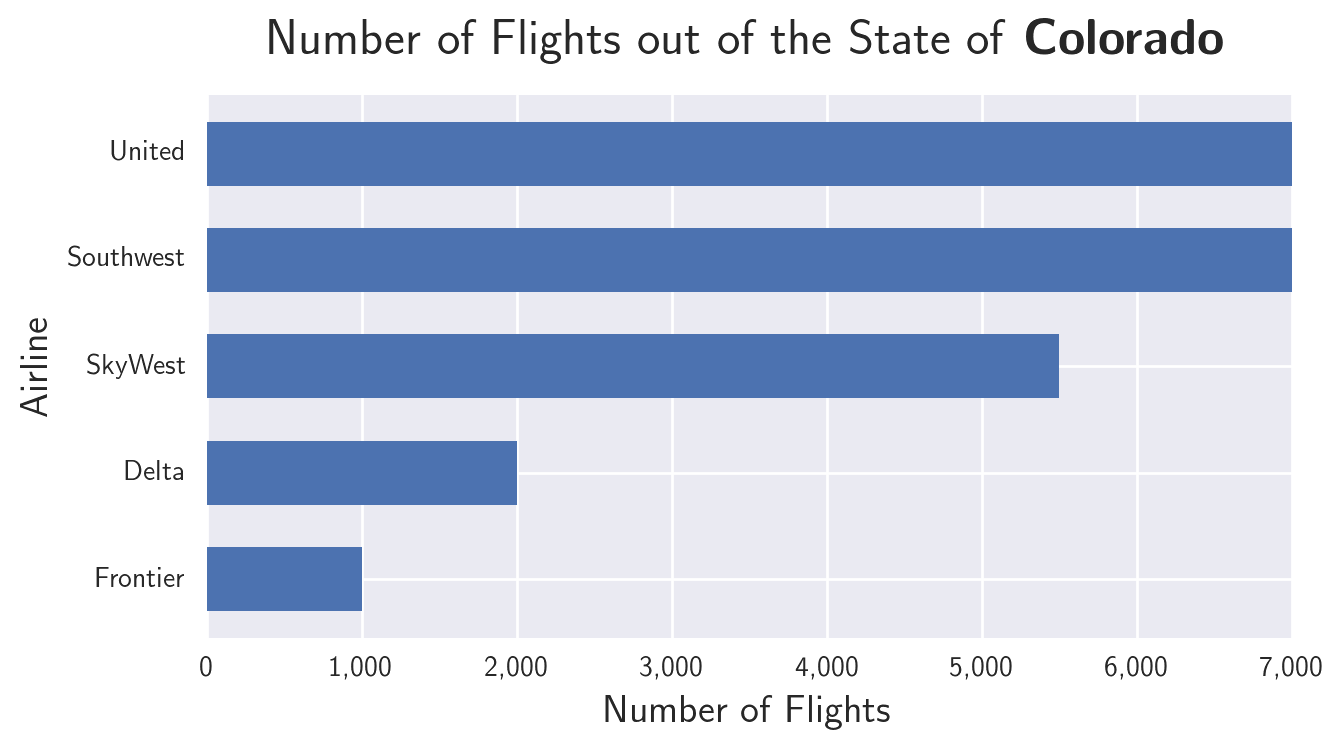 Number of Flights out of the State of Colorado
United
Southwest
SkyWest
Delta
Frontier
Airline
0 1,000 2,000 3,000 4,000 5,000 6,000 7,000
Number of Flights